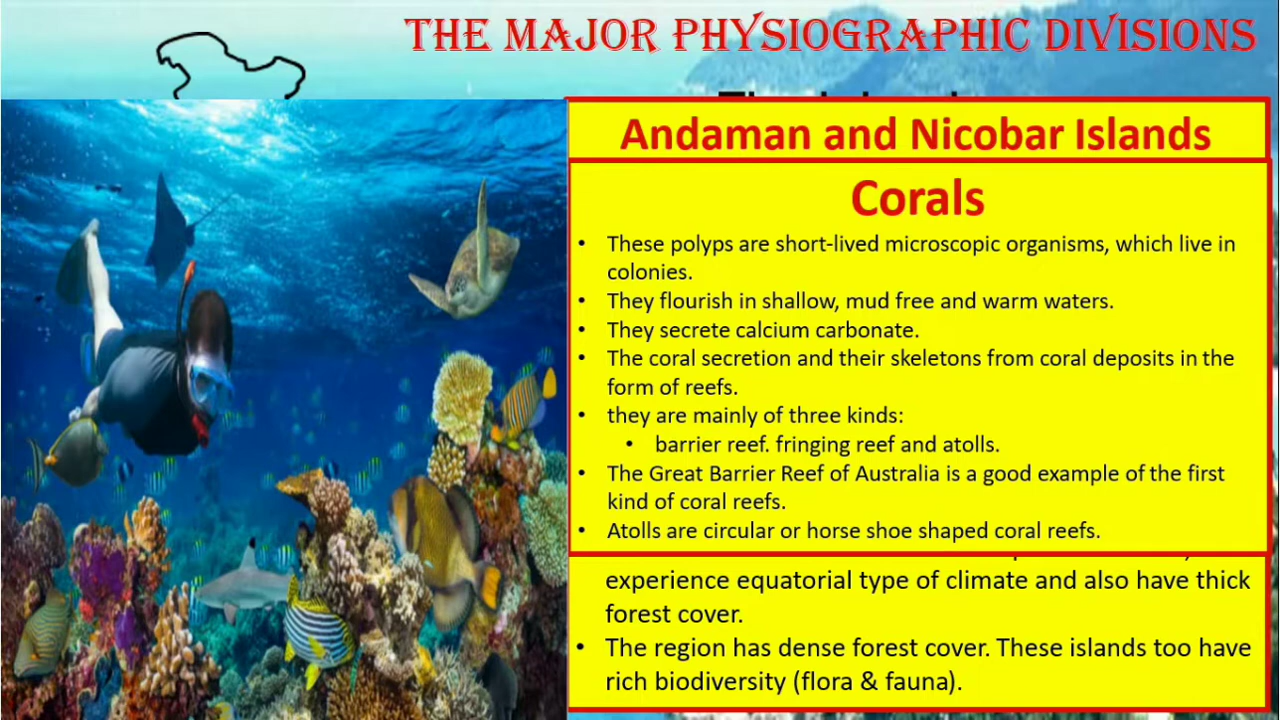 THE MAJOR PHYSIOGRAPHIC DIVISIONS
Andaman and Nicobar Islands
Corals
• These polyps are short-lived microscopic organisms, which live in
colonies.
• They flourish in shallow, mud free and warm waters.
• They secrete calcium carbonate.
• The coral secretion and their skeletons from coral deposits in the
form of reefs.
• they are mainly of three kinds:
• barrier reef. fringing reef and atolls.
• The Great Barrier Reef of Australia is a good example of the first
kind of coral reefs.
• Atolls are circular or horse shoe shaped coral reefs.
experience equatorial type of climate and also have thick
forest cover.
• The region has dense forest cover. These islands too have
rich biodiversity (flora & fauna).